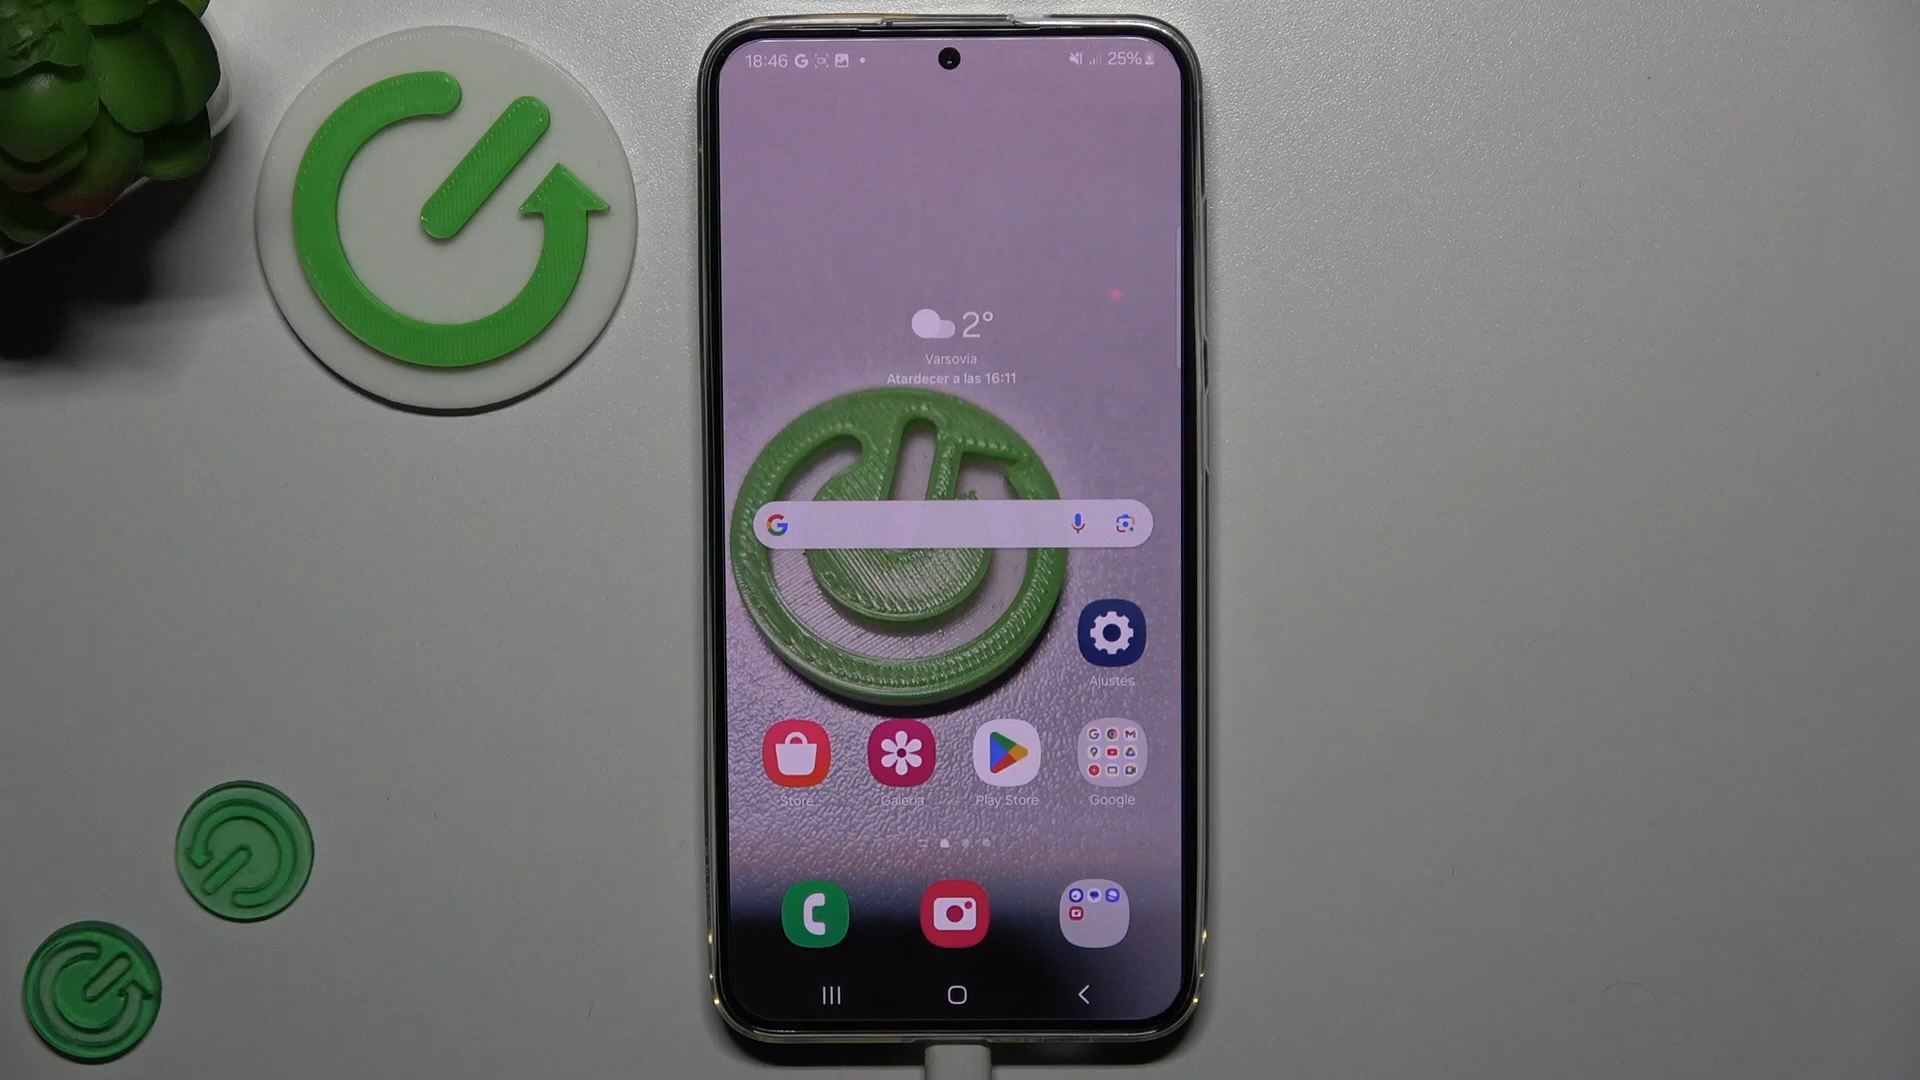 18:46
25%
2°
Varsovia
Atardecer a las 16:11
Ajustes
Store
Galería
Play Store
Google